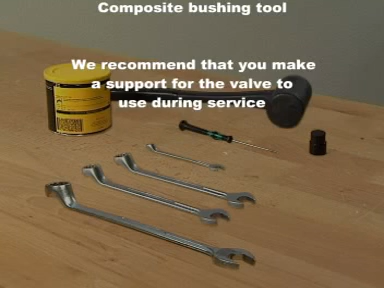 Composite bushing tool
We recommend that you make
a support for the valve to
use during service